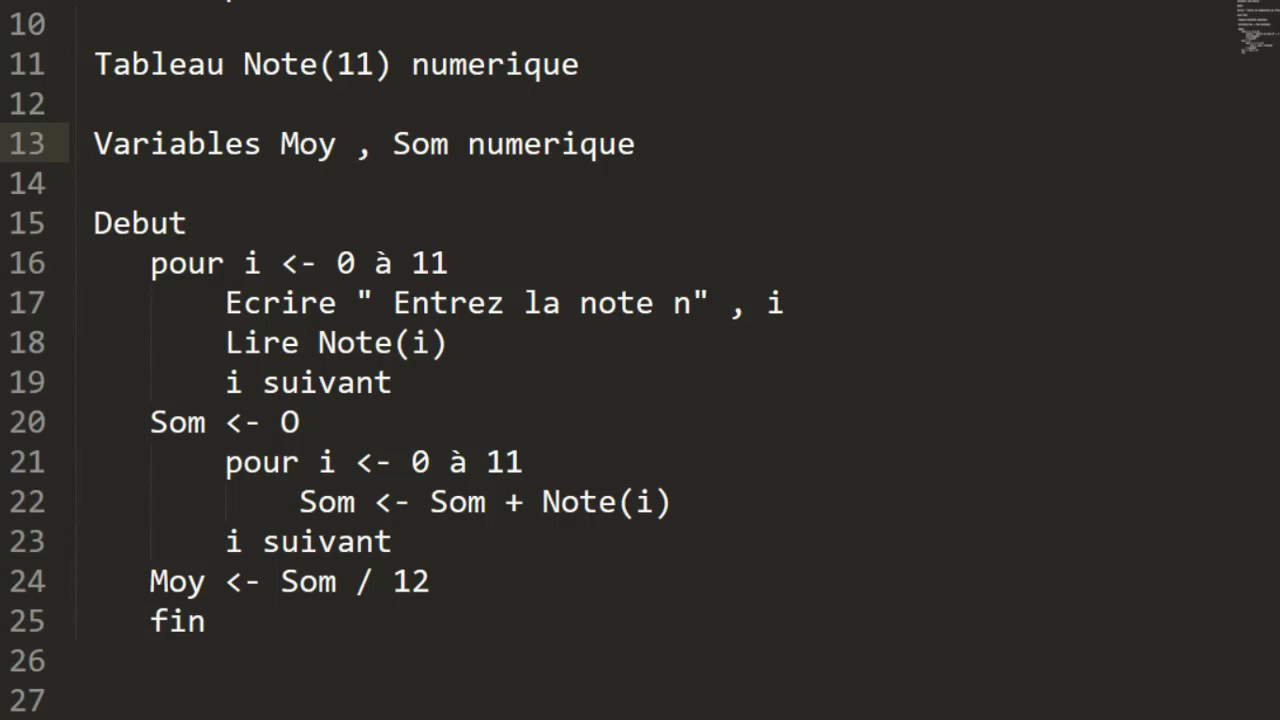 10
11 Tableau Note(11) numerique
12
13 Variables Moy , Som numerique
14
15 Debut
16 pour i <- 0 à 11
17 Ecrire " Entrez la note n" , i
18 Lire Note(i)
19 i suivant
20 Som <- O
21 pour i <- 0 à 11
22 Som <- Som + Note(i)
23 i suivant
24 Moy <- Som / 12
25 fin
26
27